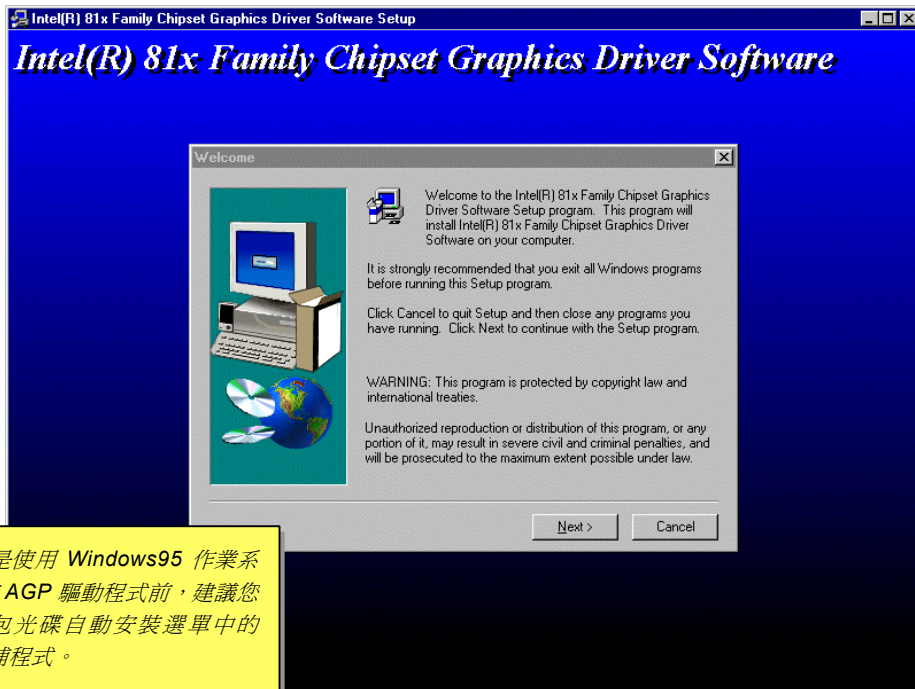 Intel(R) 81x Family Chipset Graphics Driver Software Setup
Intel(R) 81x Family Chipset Graphics Driver Software
Welcome
Welcome to the Intel(R) 81x Family Chipset Graphics
Driver Software Setup program. This program will
install Intel(R) 81x Family Chipset Graphics Driver
Software on your computer.
It is strongly recommended that you exit all Windows programs
before running this Setup program.
Click Cancel to quit Setup and then close any programs you
have running. Click Next to continue with the Setup program.
WARNING: This program is protected by copyright law and
international treaties.
Unauthorized reproduction or distribution of this program, or any
portion of it, may result in severe civil and criminal penalties, and
will be prosecuted to the maximum extent possible under law.
Next >
Cancel
是使用 Windows95 作業系
AGP 驅動程式前，建議您
包光碟自動安裝選單中的
補程式。